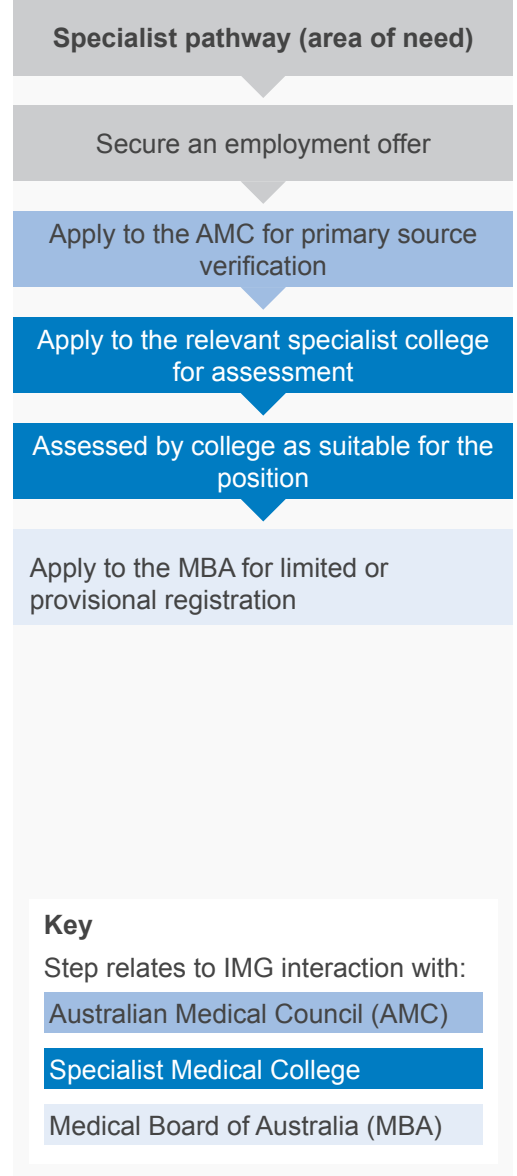 Specialist pathway (area of need)
Secure an employment offer
Apply to the AMC for primary source
verification
Apply to the relevant specialist college
for assessment
Assessed by college as suitable for the
position
Apply to the MBA for limited or
provisional registration
Key
Step relates to IMG interaction with:
Australian Medical Council (AMC)
Specialist Medical College
Medical Board of Australia (MBA)